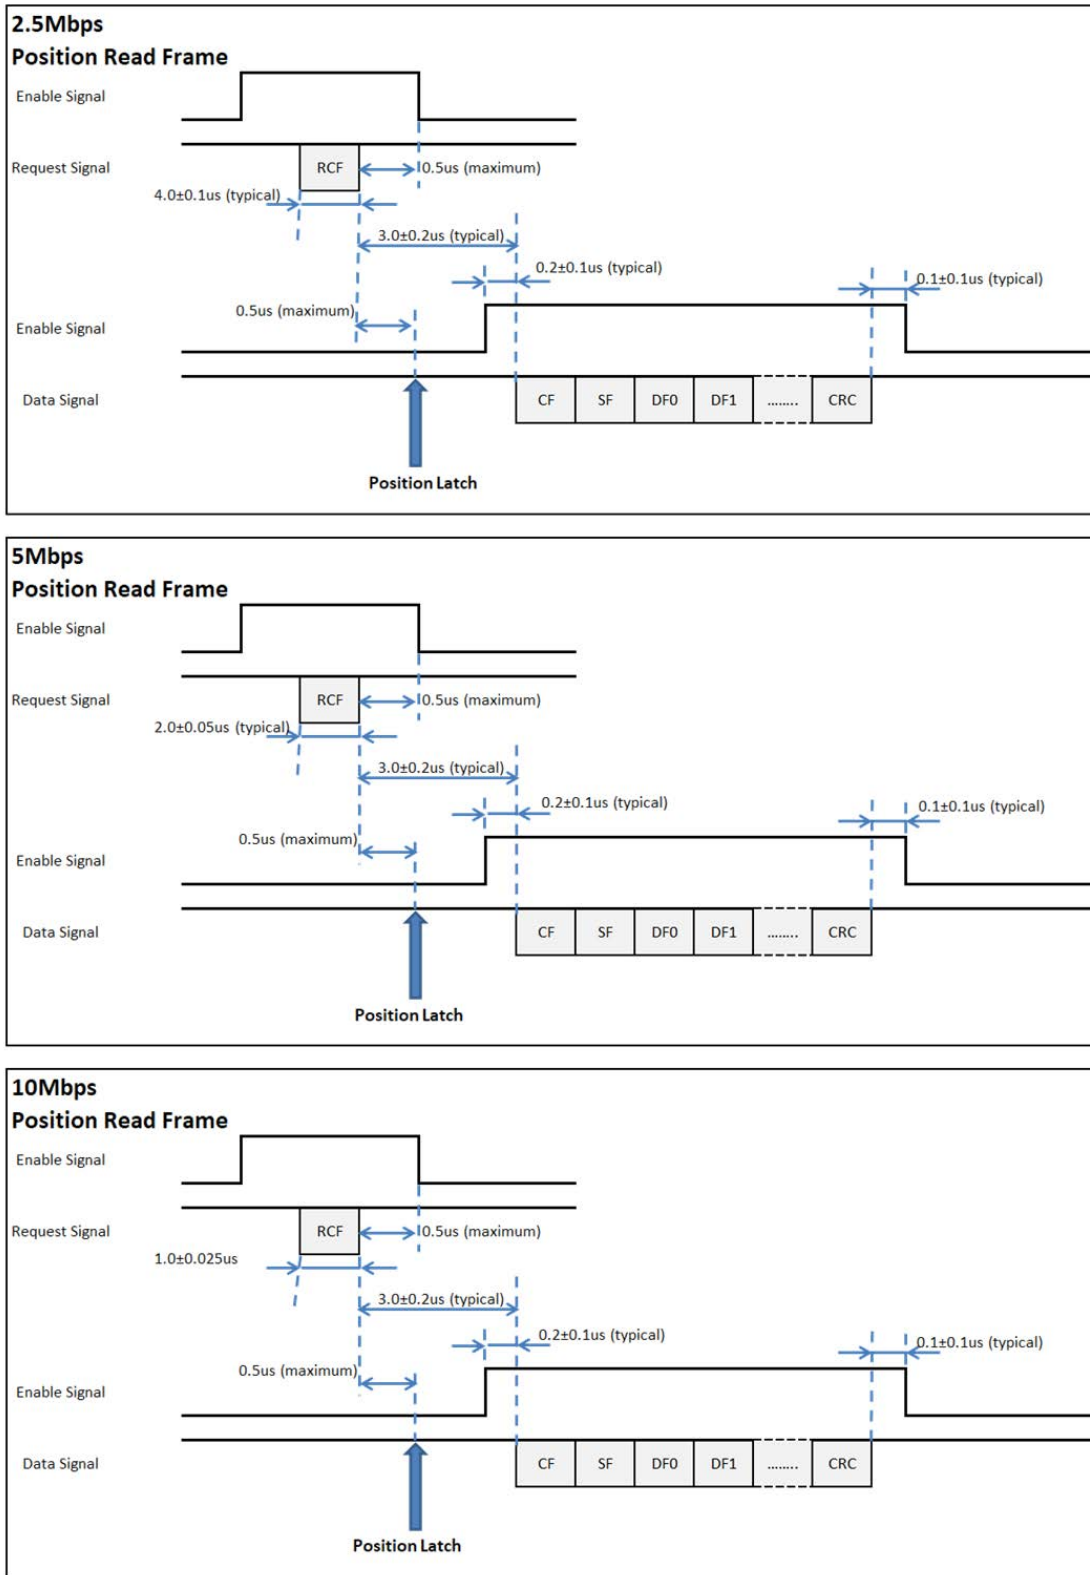 2.5Mbps
Position Read Frame
Enable Signal
Request Signal
RCF
0.5us (maximum)
4.0±0.1us (typical)
3.0±0.2us (typical)
0.2±0.1us (typical)
0.1±0.1us (typical)
0.5us (maximum)
Enable Signal
Data Signal
CF SF DF0 DF1 ........ CRC
Position Latch
5Mbps
Position Read Frame
Enable Signal
Request Signal
RCF
0.5us (maximum)
2.0±0.05us (typical)
3.0±0.2us (typical)
0.2±0.1us (typical)
0.1±0.1us (typical)
0.5us (maximum)
Enable Signal
Data Signal
CF SF DF0 DF1 ........ CRC
Position Latch
10Mbps
Position Read Frame
Enable Signal
Request Signal
RCF
0.5us (maximum)
1.0±0.025us
3.0±0.2us (typical)
0.2±0.1us (typical)
0.1±0.1us (typical)
0.5us (maximum)
Enable Signal
Data Signal
CF SF DF0 DF1 ........ CRC
Position Latch